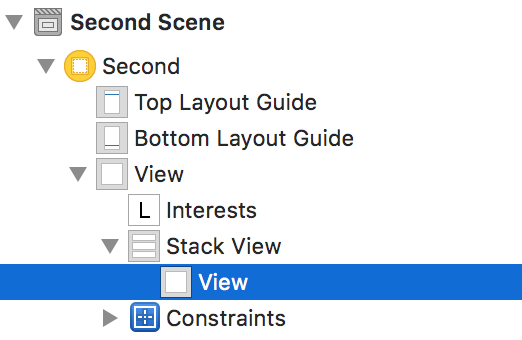 Second Scene
Second
Top Layout Guide
Bottom Layout Guide
View
L Interests
Stack View
View
Constraints